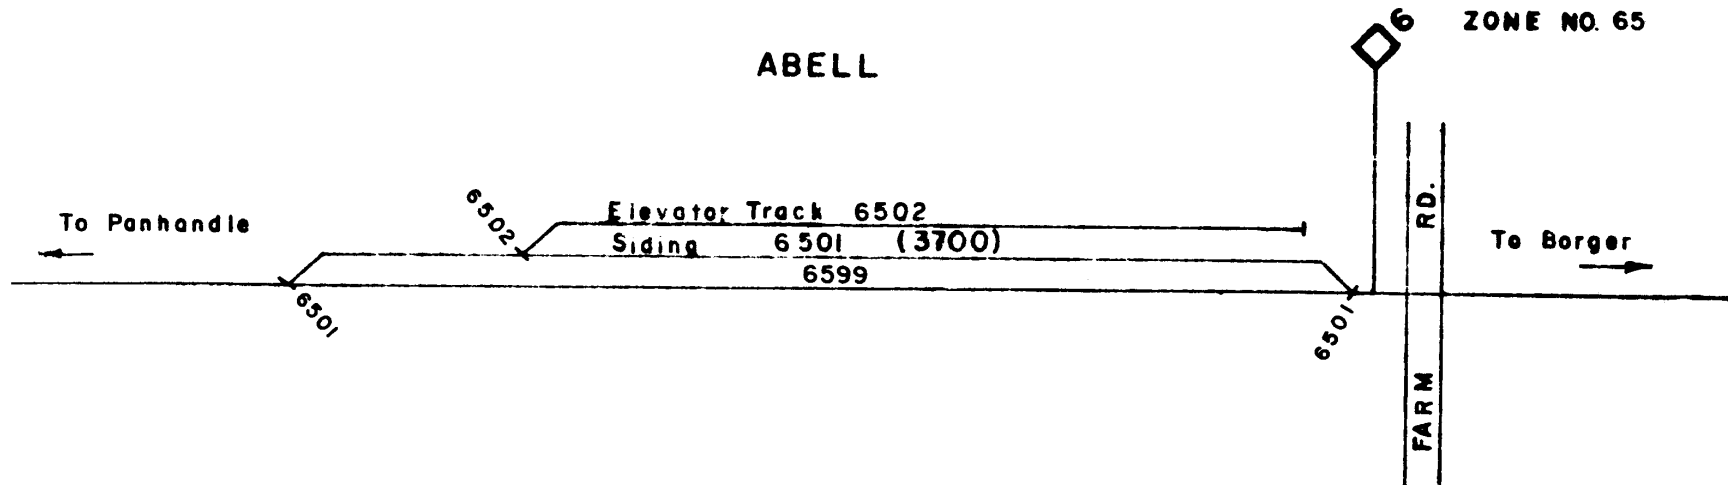 6 ZONE NO. 65
ABELL
To Panhandle
6502
Elevator Track 6502
Siding 6501 (3700)
6599
RD.
To Borger
6501
6501
FARM